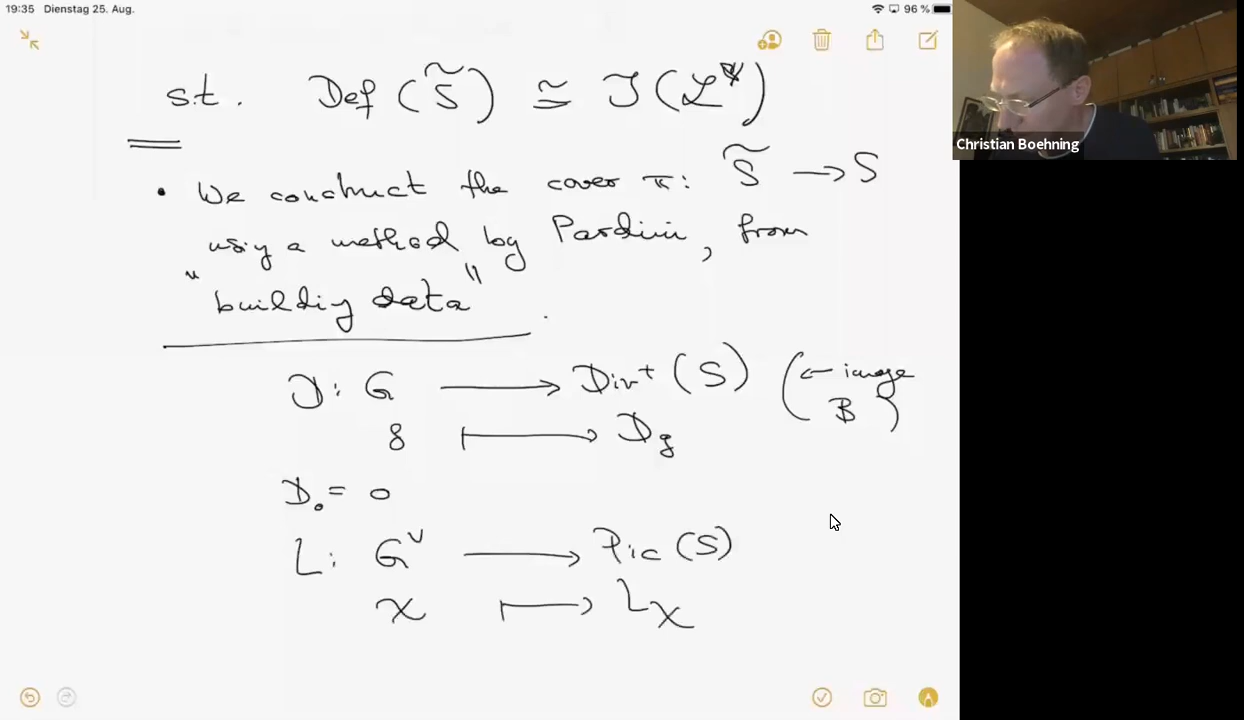 19:35 Dienstag 25. Aug.
96 %
s.t. Def(S̃) ≅ J(𝓛^v)
Christian Boehning
• We construct the cover π: S̃ → S
using a method by Pardini, from
"building data".
D: G → Div⁺(S) (← image
B)
g ↦ D_g
D₀ = 0
L: G^∨ → Pic(S)
χ ↦ L_χ